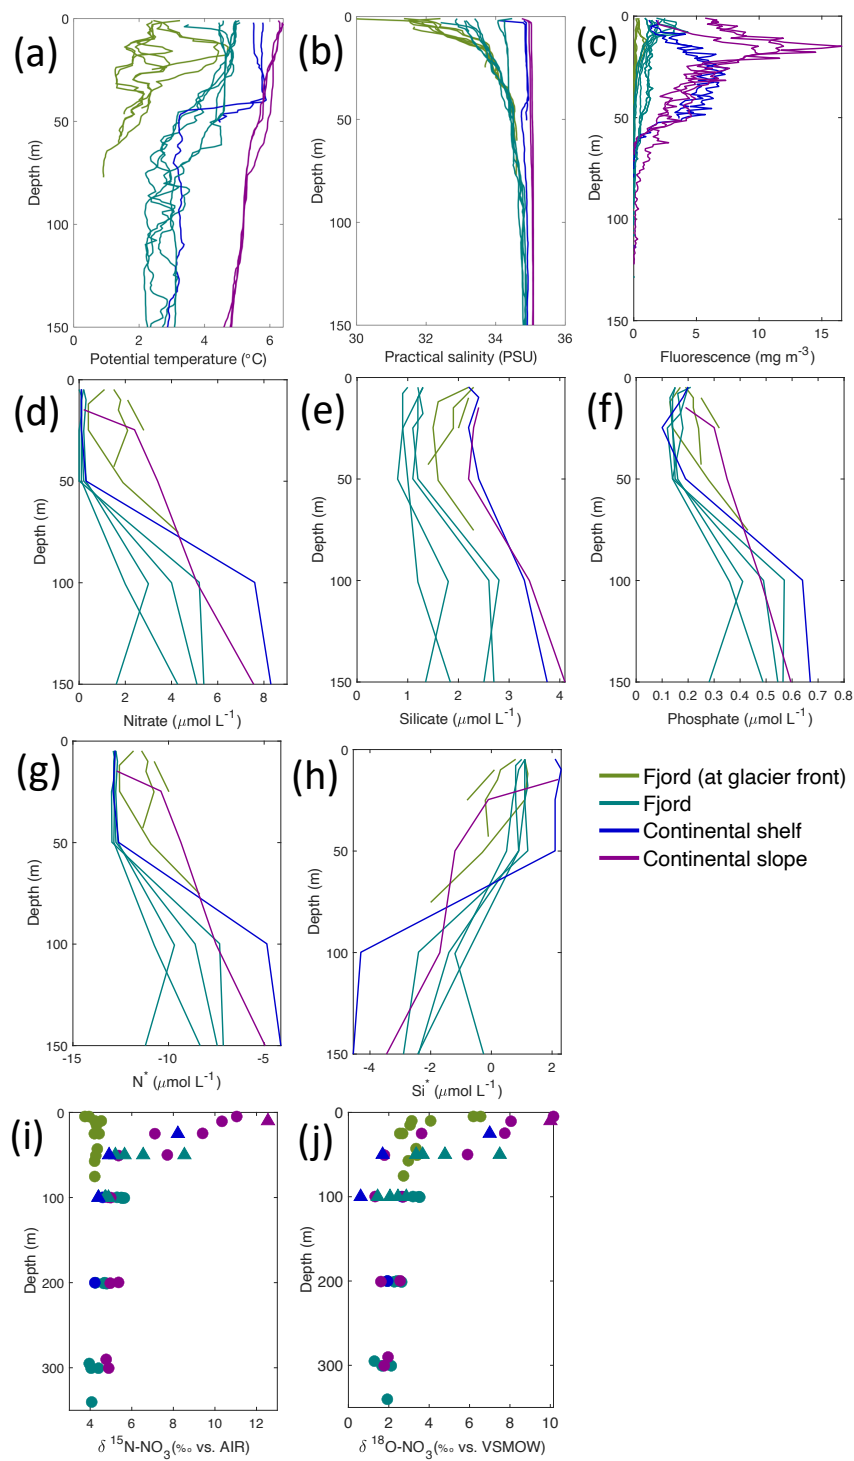 (a)
0
50
100
150
Depth (m)
0 2 4 6
Potential temperature (°C)
(b)
0
50
100
150
Depth (m)
30 32 34 36
Practical salinity (PSU)
(c)
0
50
100
150
Depth (m)
0 5 10 15
Fluorescence (mg m⁻³)
(d)
0
50
100
150
Depth (m)
0 2 4 6 8
Nitrate (μmol L⁻¹)
(e)
0
50
100
150
Depth (m)
0 1 2 3 4
Silicate (μmol L⁻¹)
(f)
0
50
100
150
Depth (m)
0 0.1 0.2 0.3 0.4 0.5 0.6 0.7 0.8
Phosphate (μmol L⁻¹)
(g)
0
50
100
150
Depth (m)
-15 -10 -5
N* (μmol L⁻¹)
(h)
0
50
100
150
Depth (m)
-4 -2 0 2
Si* (μmol L⁻¹)
Fjord (at glacier front)
Fjord
Continental shelf
Continental slope
(i)
0
100
200
300
Depth (m)
4 6 8 10 12
δ ¹⁵N-NO₃(‰ vs. AIR)
(j)
0
100
200
300
Depth (m)
0 2 4 6 8 10
δ ¹⁸O-NO₃(‰ vs. VSMOW)